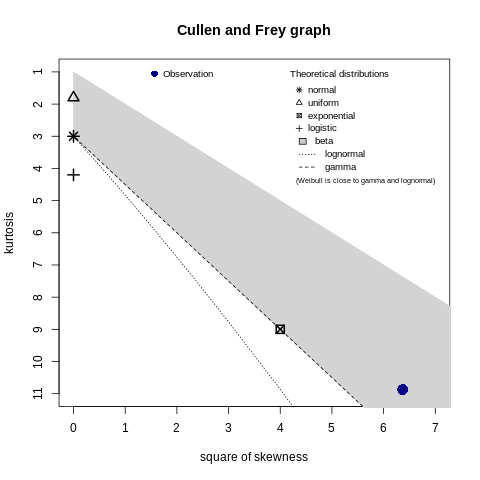 Cullen and Frey graph
Observation
Theoretical distributions
normal
uniform
exponential
logistic
beta
lognormal
gamma
(Weibull is close to gamma and lognormal)
kurtosis
1
2
3
4
5
6
7
8
9
10
11
0 1 2 3 4 5 6 7
square of skewness